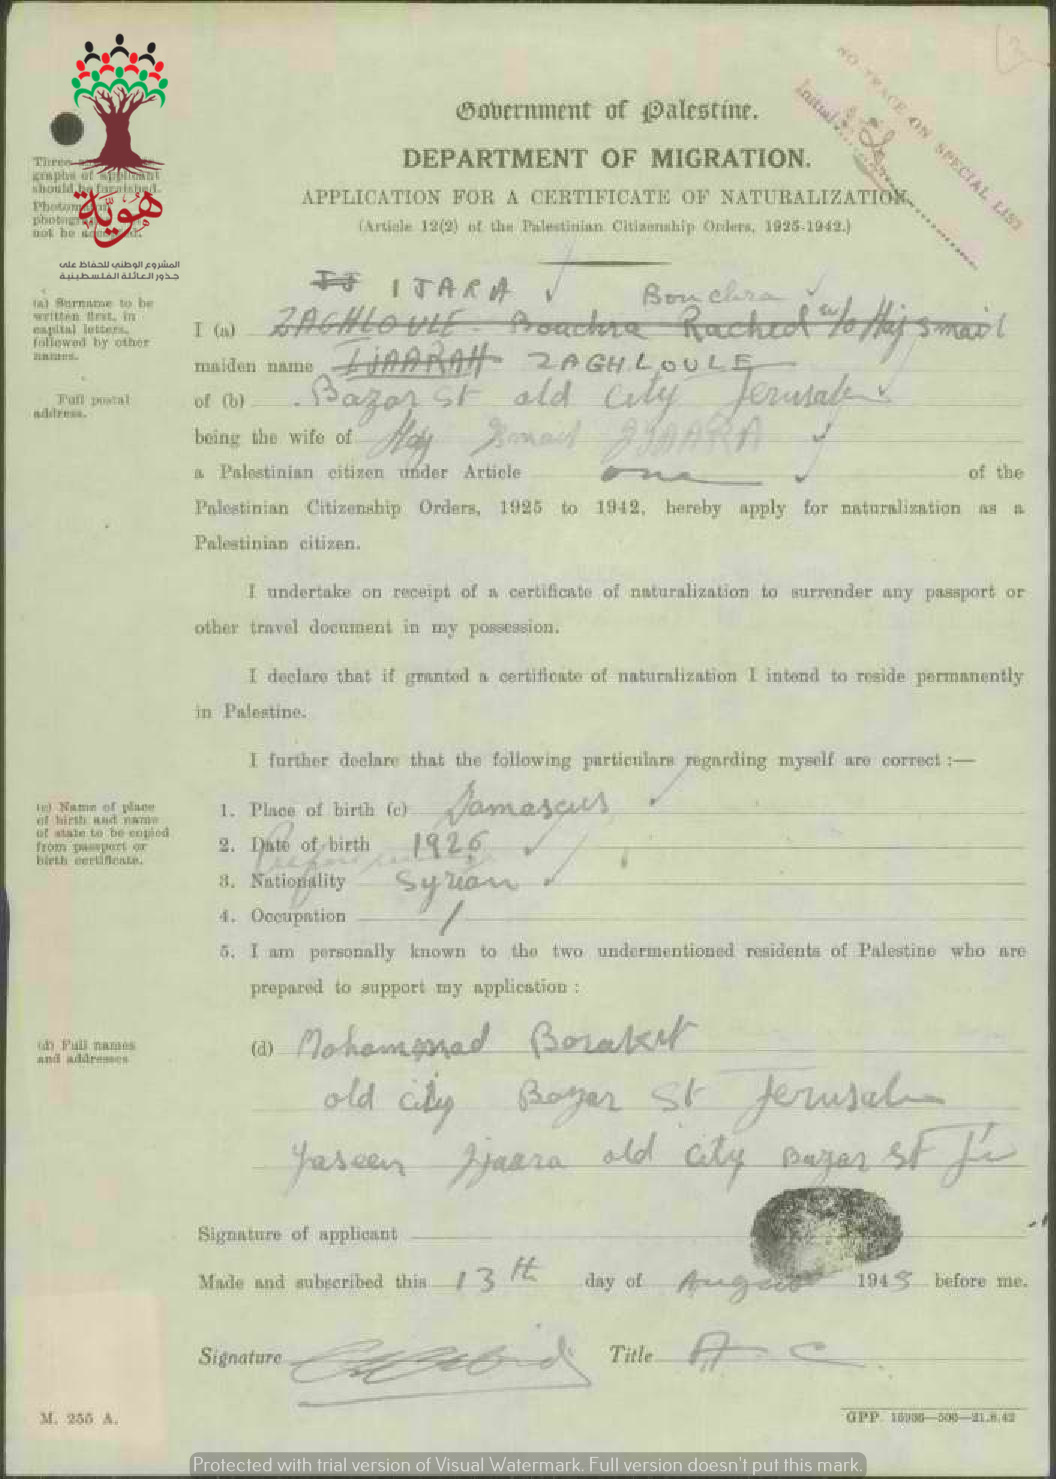 Government of Palestine.
DEPARTMENT OF MIGRATION.
APPLICATION FOR A CERTIFICATE OF NATURALIZATION.
(Article 12(2) of the Palestinian Citizenship Orders, 1925-1942.)
NO TRACE ON SPECIAL LIST
Initial
Three
graphs of applicant
should be furnished.
not be accepted.
هويّة
المشروع الوطني للحفاظ على
جذور العائلة الفلسطينية
(a) Surname to be
written first, in
capital letters,
followed by other
names.
IJARA Bouchra
I (a) ZAGHLOULE - Bouchra Rached w/o Haj Smail
maiden name IJAARAH ZAGHLOULE
Full postal
address.
of (b) Bazar St old city Jerusalem
being the wife of Haj Ismail IJAARA
a Palestinian citizen under Article one of the
Palestinian Citizenship Orders, 1925 to 1942, hereby apply for naturalization as a
Palestinian citizen.
I undertake on receipt of a certificate of naturalization to surrender any passport or
other travel document in my possession.
I declare that if granted a certificate of naturalization I intend to reside permanently
in Palestine.
I further declare that the following particulars regarding myself are correct :—
(c) Name of place
of birth and name
of state to be copied
from passport or
birth certificate.
1. Place of birth (c) Damascus
2. Date of birth 1926
3. Nationality Syrian
4. Occupation /
5. I am personally known to the two undermentioned residents of Palestine who are
prepared to support my application :
(d) Full names
and addresses
(d) Mohammad Barakat
old city Bazar St Jerusalem
Yaseen Ijaara old city Bazar St
Signature of applicant
Made and subscribed this 13th day of August 1945 before me.
Signature Title A C
M. 255 A.
GPP. —500—21.8.42
Protected with trial version of Visual Watermark. Full version doesn't put this mark.